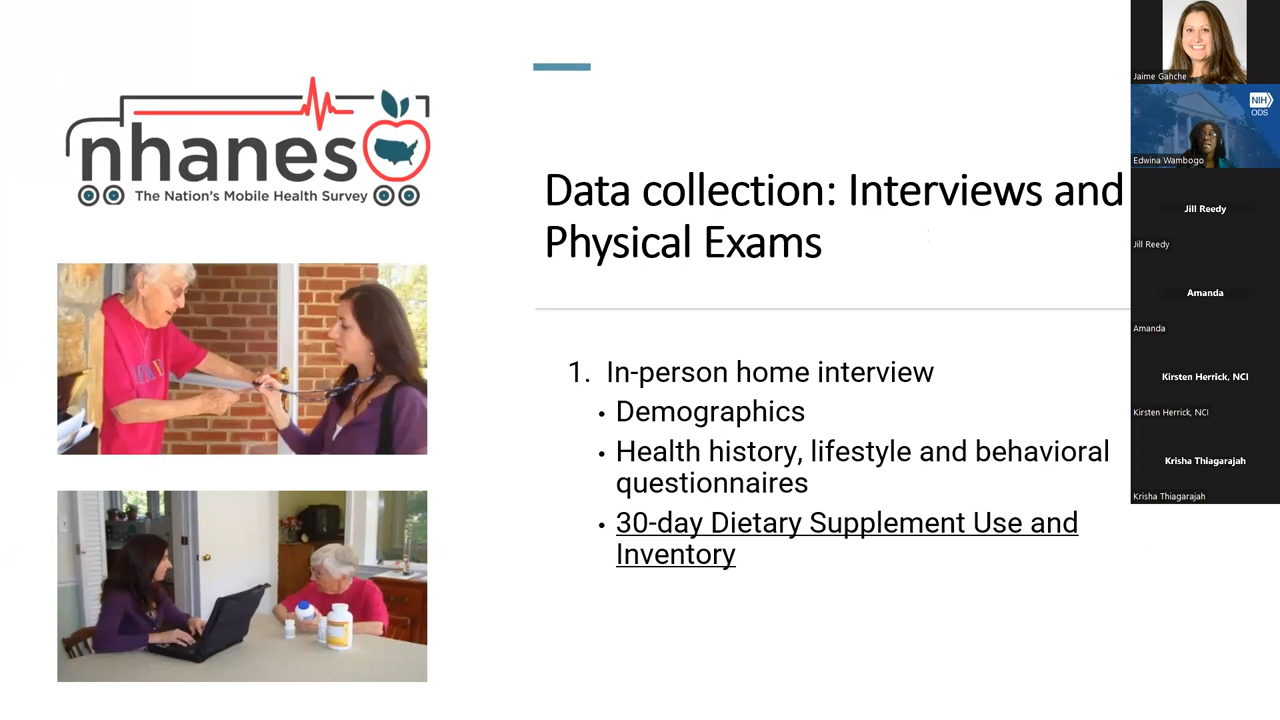 nhanes
The Nation's Mobile Health Survey
Data collection: Interviews and
Physical Exams
1. In-person home interview
• Demographics
• Health history, lifestyle and behavioral
questionnaires
• 30-day Dietary Supplement Use and
Inventory
Jaime Gahche
NIH
ODS
Edwina Wambogo
Jill Reedy
Jill Reedy
Amanda
Amanda
Kirsten Herrick, NCI
Kirsten Herrick, NCI
Krisha Thiagarajah
Krisha Thiagarajah